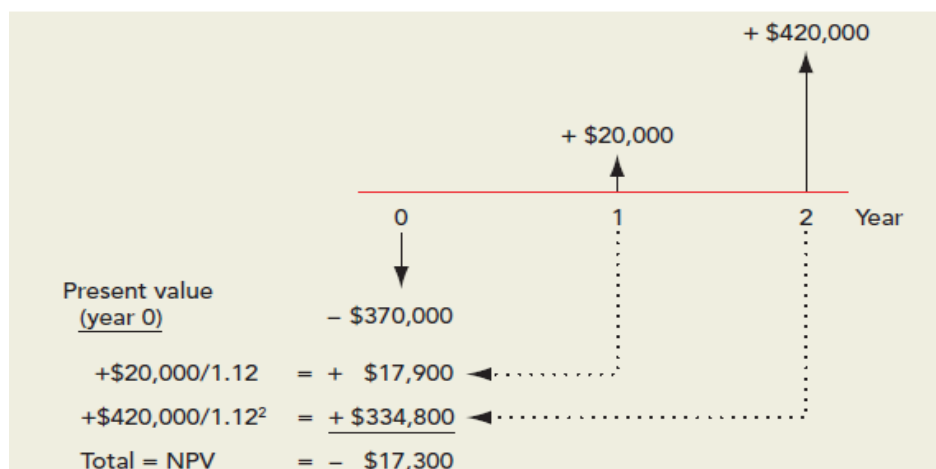 + $420,000
+ $20,000
0 1 2 Year
Present value
(year 0) – $370,000
+$20,000/1.12 = + $17,900
+$420,000/1.12² = + $334,800
Total = NPV = – $17,300